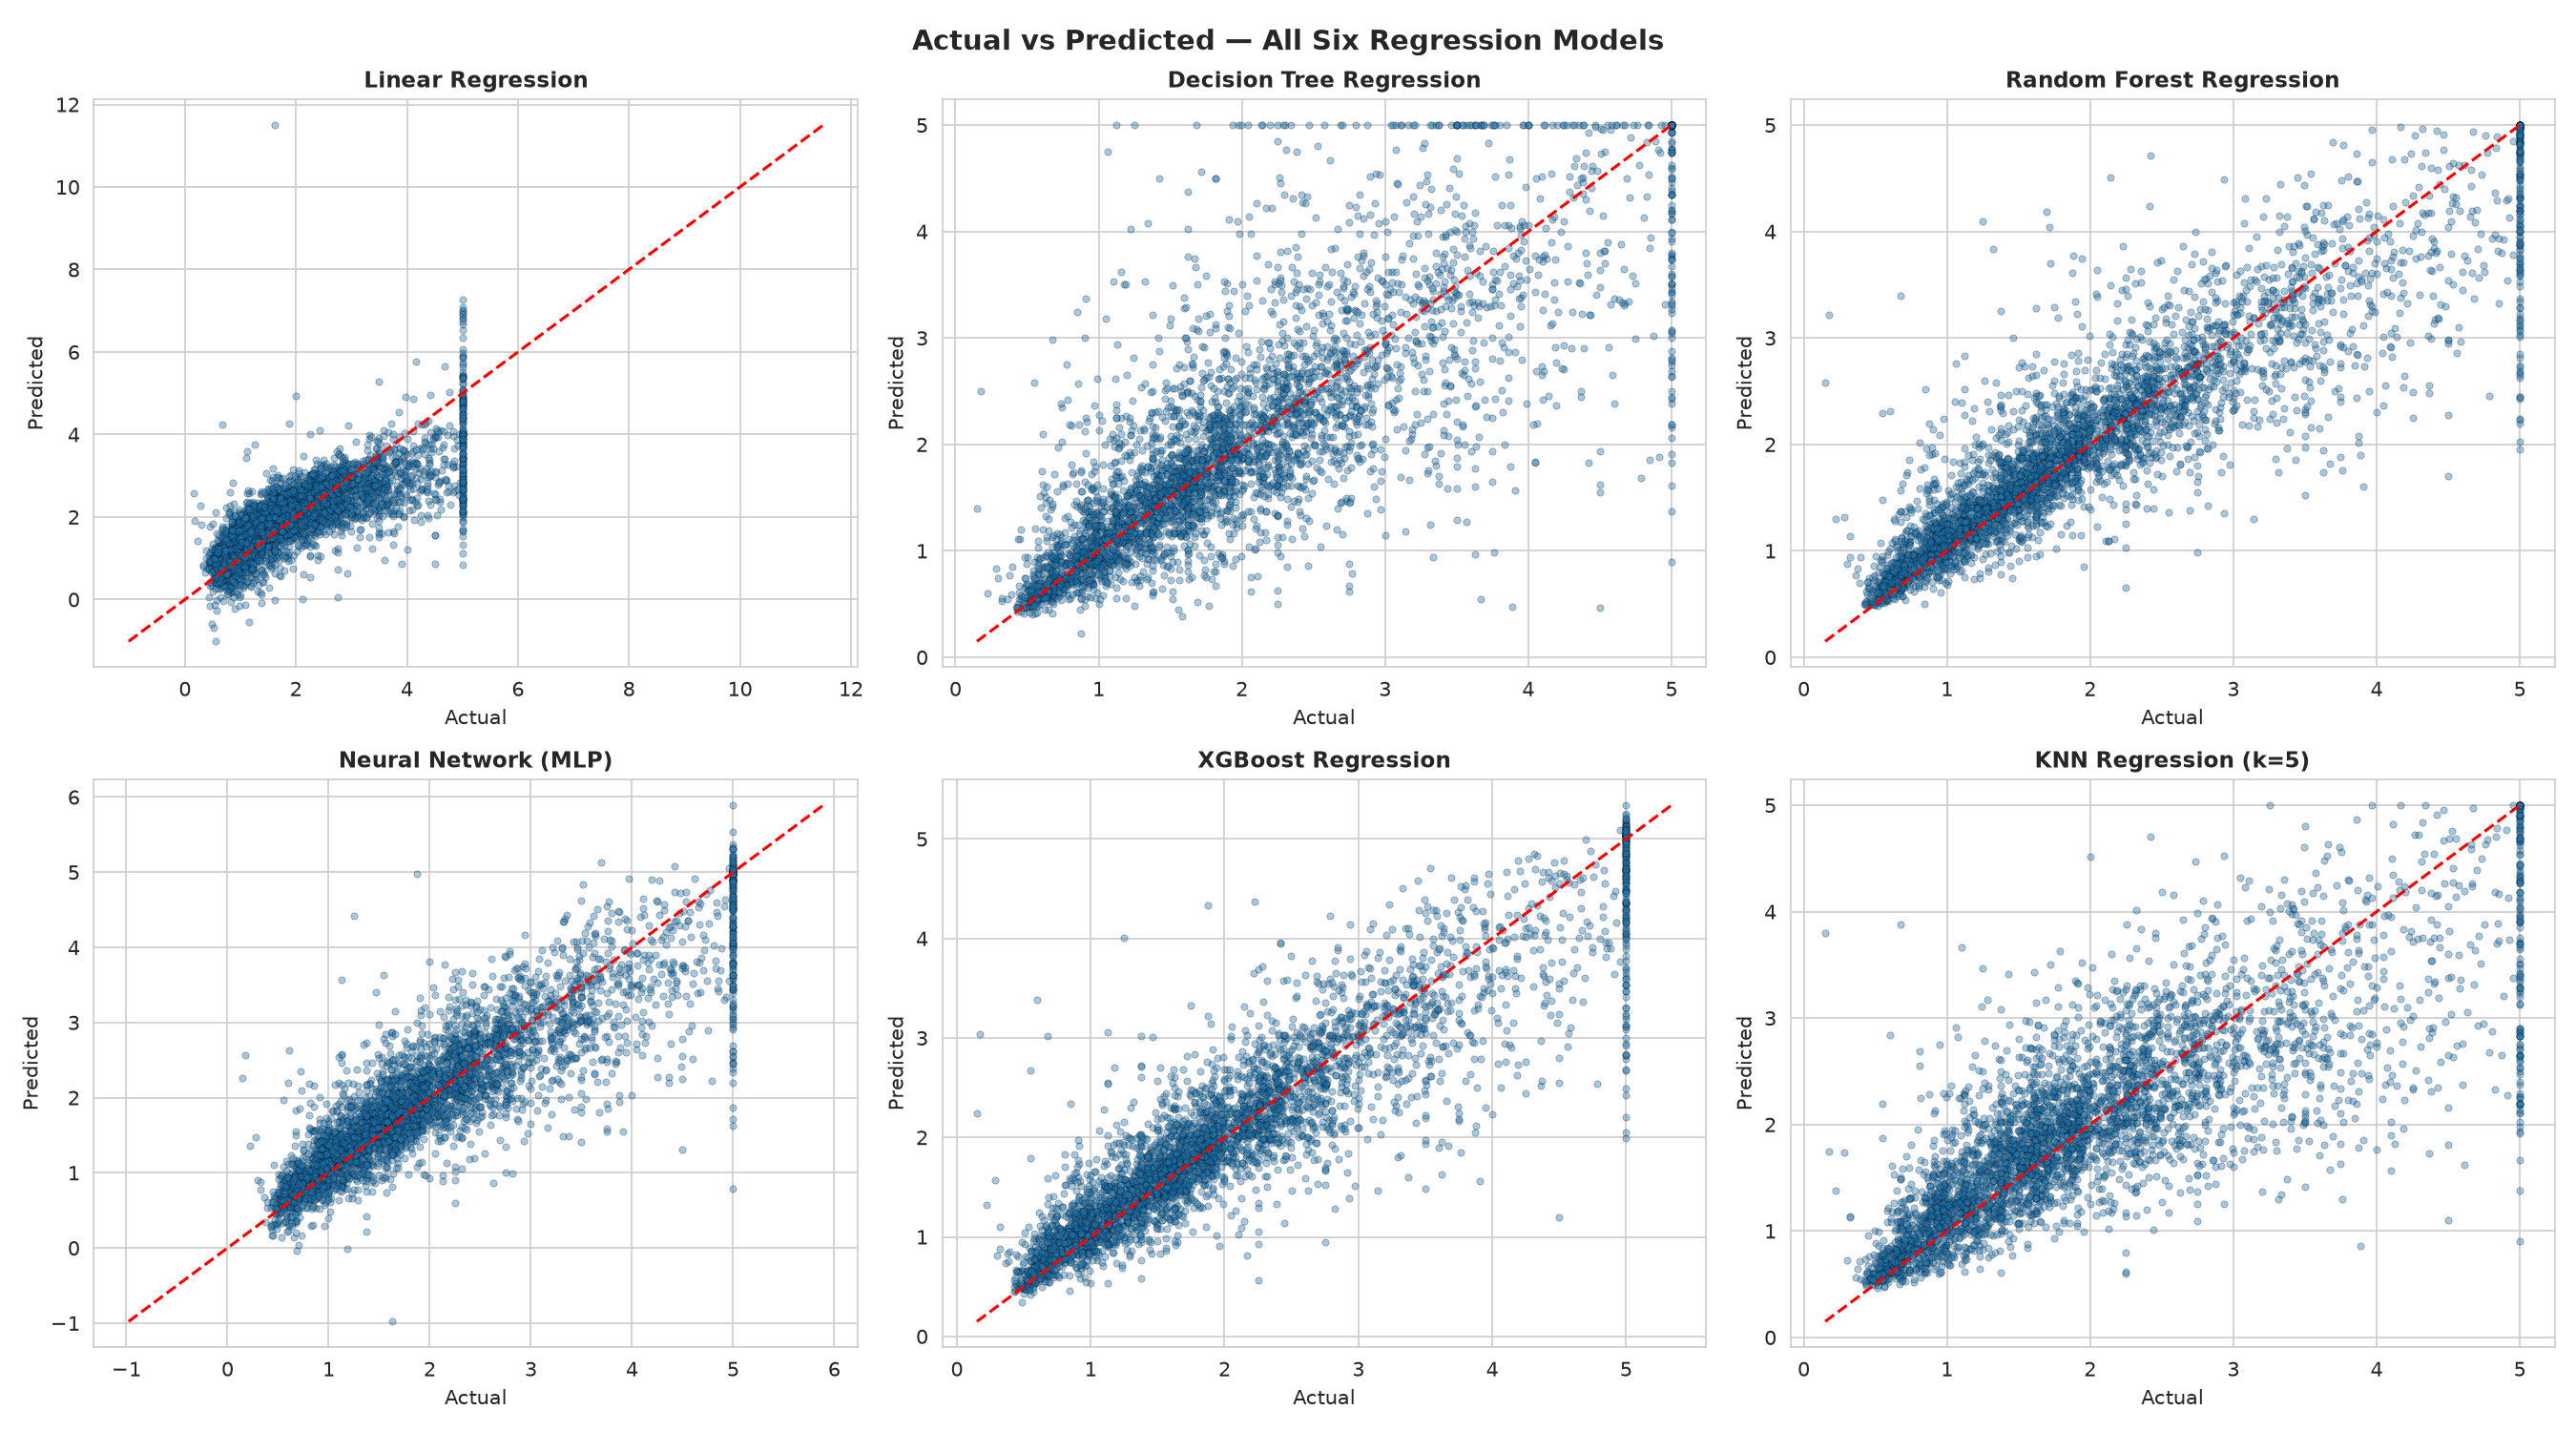 Actual vs Predicted — All Six Regression Models
Linear Regression
Decision Tree Regression
Random Forest Regression
12
10
8
6
4
2
0
Predicted
0 2 4 6 8 10 12
Actual
5
4
3
2
1
0
Predicted
0 1 2 3 4 5
Actual
5
4
3
2
1
0
Predicted
0 1 2 3 4 5
Actual
Neural Network (MLP)
XGBoost Regression
KNN Regression (k=5)
6
5
4
3
2
1
0
−1
Predicted
−1 0 1 2 3 4 5 6
Actual
5
4
3
2
1
0
Predicted
0 1 2 3 4 5
Actual
5
4
3
2
1
0
Predicted
0 1 2 3 4 5
Actual